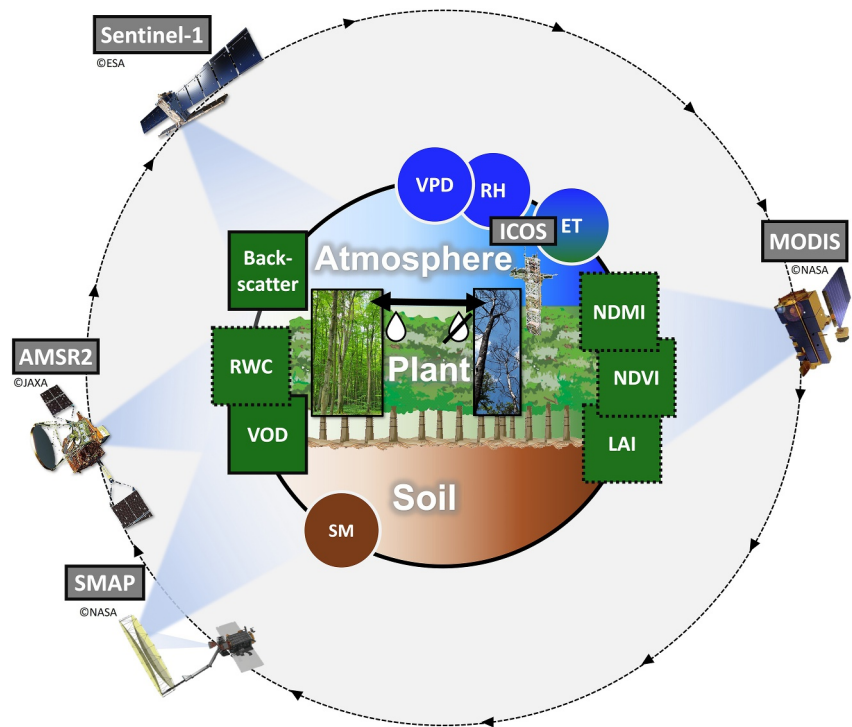 Sentinel-1
©ESA
VPD
RH
ET
ICOS
MODIS
©NASA
Back-
scatter
Atmosphere
NDMI
AMSR2
©JAXA
RWC
Plant
NDVI
VOD
LAI
Soil
SM
SMAP
©NASA